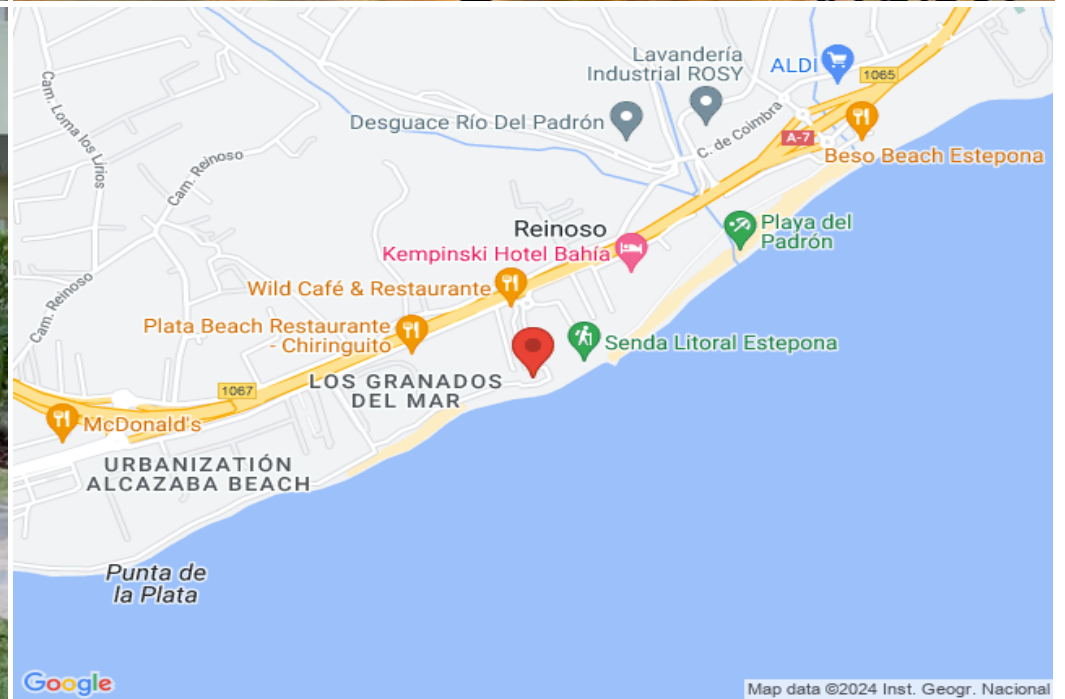 Lavandería
Industrial ROSY
ALDI
1065
Desguace Río Del Padrón
C. de Coimbra
A-7
Beso Beach Estepona
Cam. Loma los Lirios
Cam. Reinoso
Reinoso
Playa del
Padrón
Kempinski Hotel Bahía
Wild Café & Restaurante
Cam. Reinoso
Plata Beach Restaurante
- Chiringuito
Senda Litoral Estepona
LOS GRANADOS
DEL MAR
1067
McDonald's
URBANIZATIÓN
ALCAZABA BEACH
Punta de
la Plata
Google
Map data ©2024 Inst. Geogr. Nacional